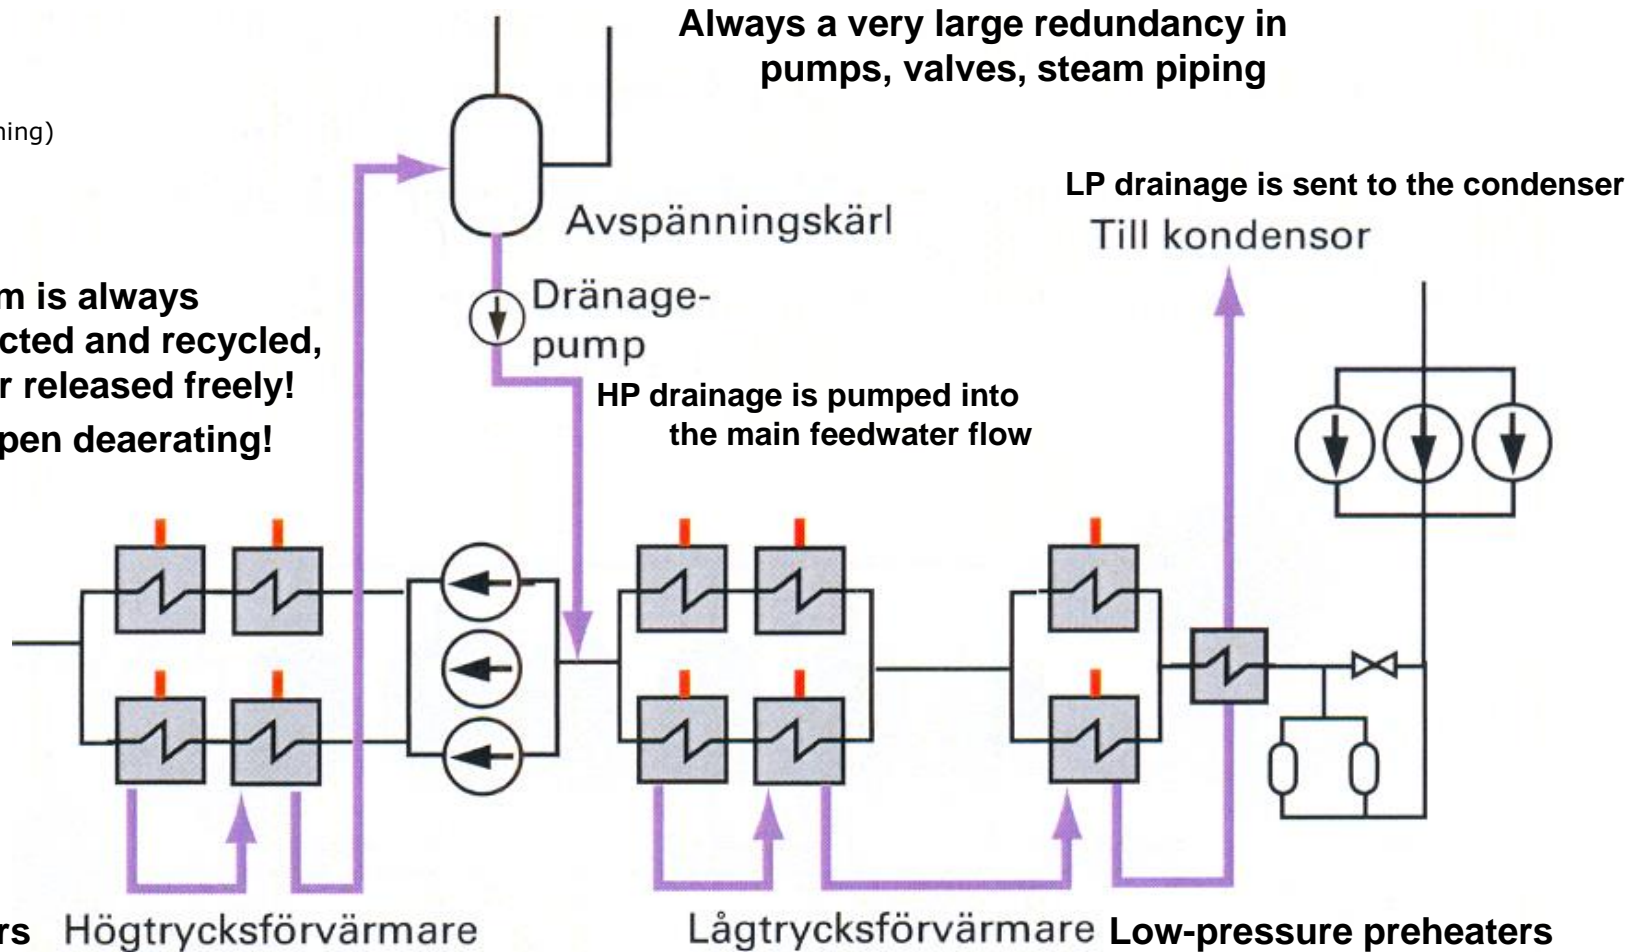 Always a very large redundancy in
pumps, valves, steam piping
ning)
LP drainage is sent to the condenser
Till kondensor
Avspänningskärl
m is always
cted and recycled,
r released freely!
pen deaerating!
Dränage-
pump
HP drainage is pumped into
the main feedwater flow
rs Högtrycksförvärmare
Lågtrycksförvärmare Low-pressure preheaters